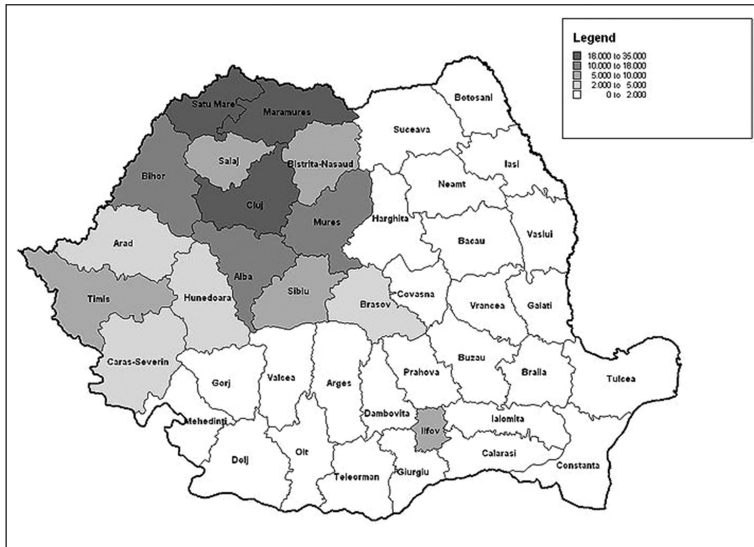 Legend
18.000 to 35.000
10.000 to 18.000
5.000 to 10.000
2.000 to 5.000
0 to 2.000
Satu Mare
Maramures
Botosani
Suceava
Salaj
Bistrita-Nasaud
Iasi
Bihor
Neamt
Cluj
Mures
Harghita
Vaslui
Arad
Bacau
Alba
Timis
Hunedoara
Sibiu
Brasov
Covasna
Vrancea
Galati
Caras-Severin
Gorj
Valcea
Arges
Prahova
Buzau
Braila
Tulcea
Mehedinti
Dambovita
Ialomita
Ilfov
Dolj
Olt
Teleorman
Giurgiu
Calarasi
Constanta